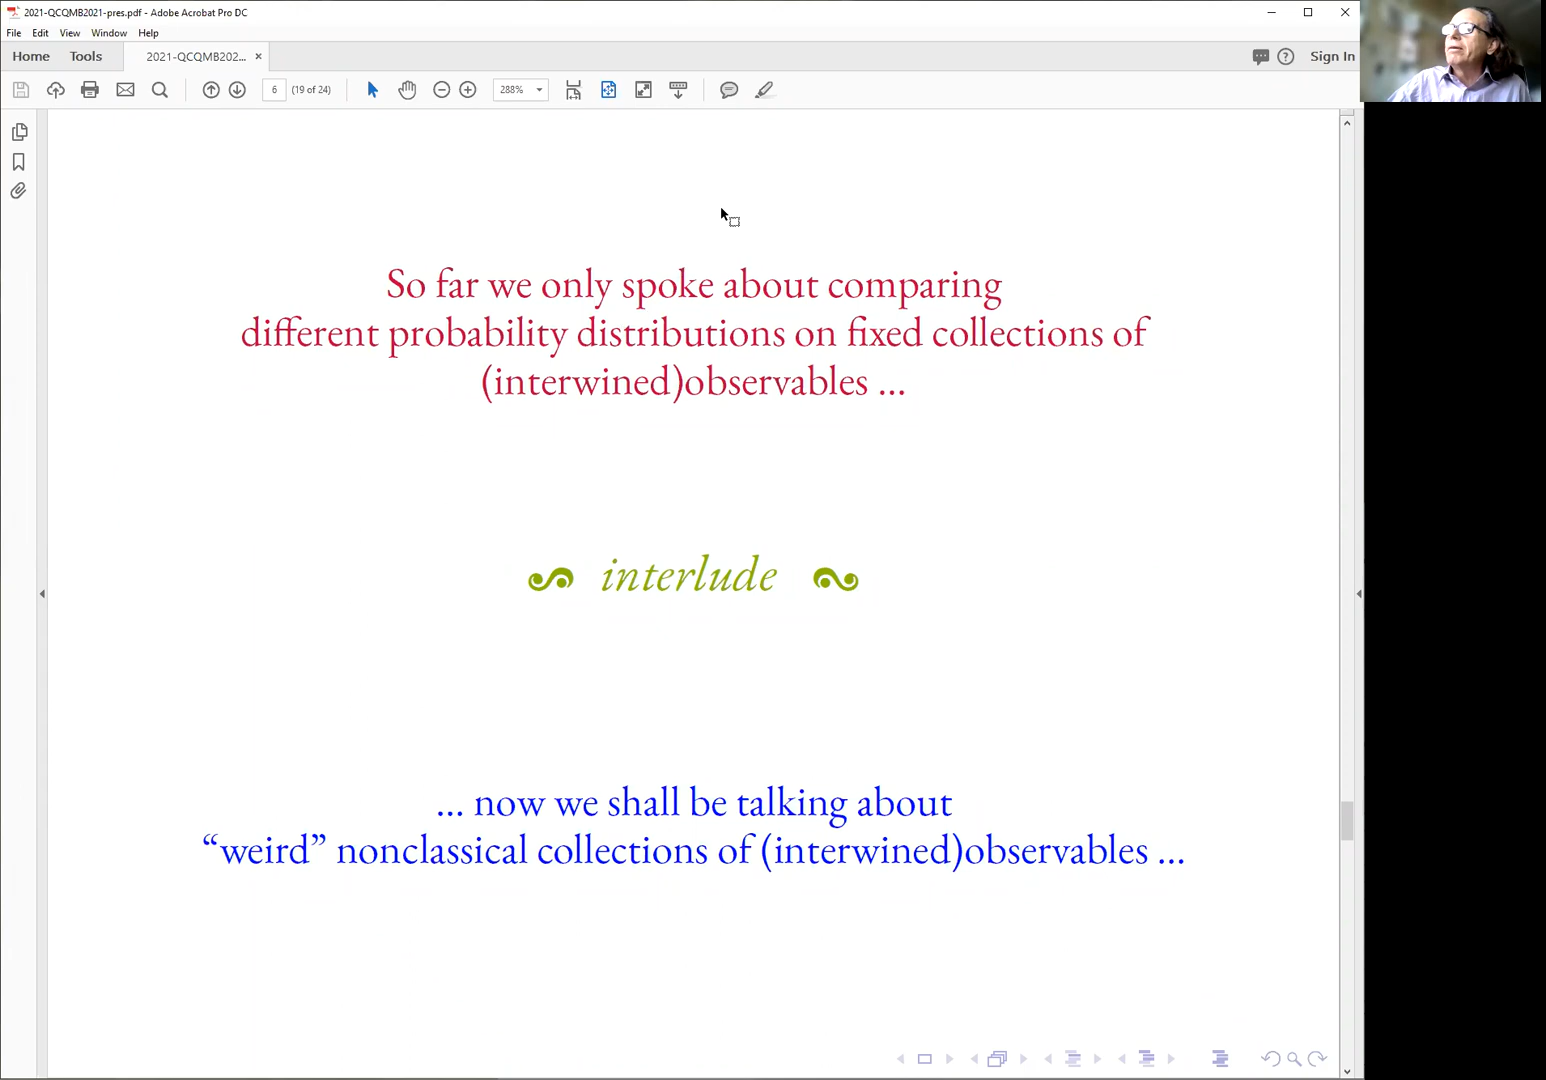 2021-QCQMB2021-pres.pdf - Adobe Acrobat Pro DC
File Edit View Window Help
Home Tools 2021-QCQMB202... × Sign In
6 (19 of 24) 288%
So far we only spoke about comparing
different probability distributions on fixed collections of
(interwined)observables ...
interlude
... now we shall be talking about
“weird” nonclassical collections of (interwined)observables ...